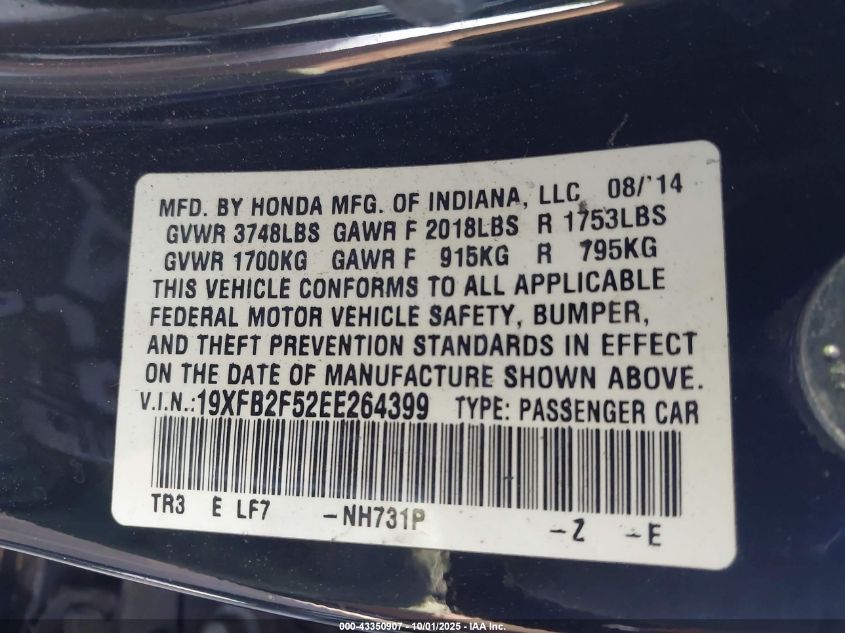 MFD. BY HONDA MFG. OF INDIANA, LLC 08/'14
GVWR 3748LBS GAWR F 2018LBS R 1753LBS
GVWR 1700KG GAWR F 915KG R 795KG
THIS VEHICLE CONFORMS TO ALL APPLICABLE
FEDERAL MOTOR VEHICLE SAFETY, BUMPER,
AND THEFT PREVENTION STANDARDS IN EFFECT
ON THE DATE OF MANUFACTURE SHOWN ABOVE.
V.I.N.:19XFB2F52EE264399 TYPE: PASSENGER CAR
TR3 E LF7 -NH731P -Z -E
000-43350907 - 10/01/2025 - IAA Inc.